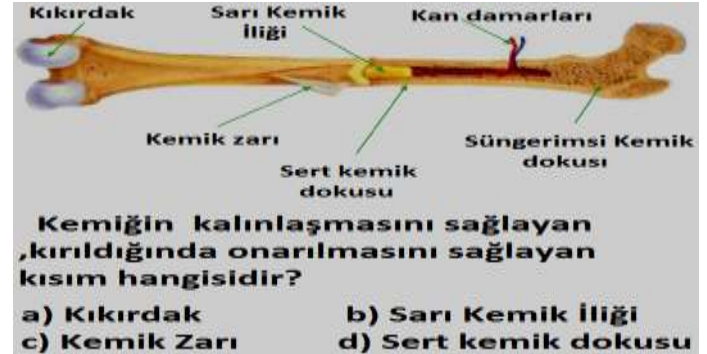 Kıkırdak
Sarı Kemik
İliği
Kan damarları
Kemik zarı
Sert kemik
dokusu
Süngerimsi Kemik
dokusı
Kemiğin kalınlaşmasını sağlayan
,kırıldığında onarılmasını sağlayan
kısım hangisidir?
a) Kıkırdak b) Sarı Kemik İliği
c) Kemik Zarı d) Sert kemik dokusu